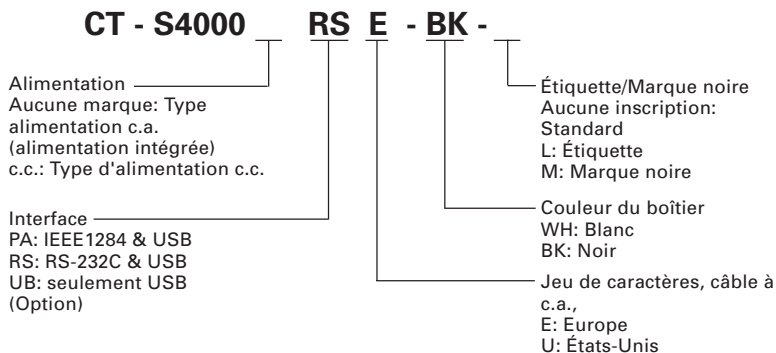 CT - S4000 __ RS E - BK - __
Alimentation
Aucune marque: Type
alimentation c.a.
(alimentation intégrée)
c.c.: Type d'alimentation c.c.
Interface
PA: IEEE1284 & USB
RS: RS-232C & USB
UB: seulement USB
(Option)
Étiquette/Marque noire
Aucune inscription:
Standard
L: Étiquette
M: Marque noire
Couleur du boîtier
WH: Blanc
BK: Noir
Jeu de caractères, câble à
c.a.,
E: Europe
U: États-Unis